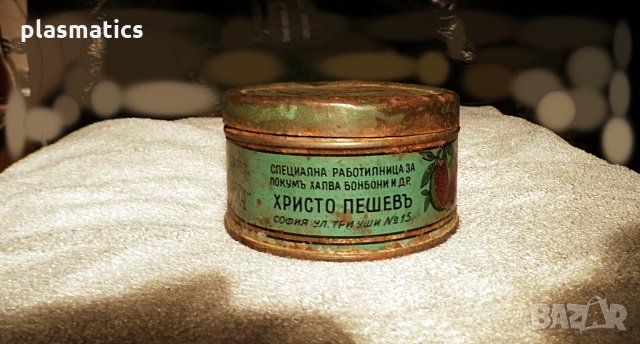 plasmatics
СПЕЦИАЛНА РАБОТИЛНИЦА ЗА
ЛОКУМЪ ХАЛВА БОНБОНИ И ДР.
ХРИСТО ПЕШЕВЪ
СОФИЯ УЛ. ТРИ УШИ №15.
BAZAR